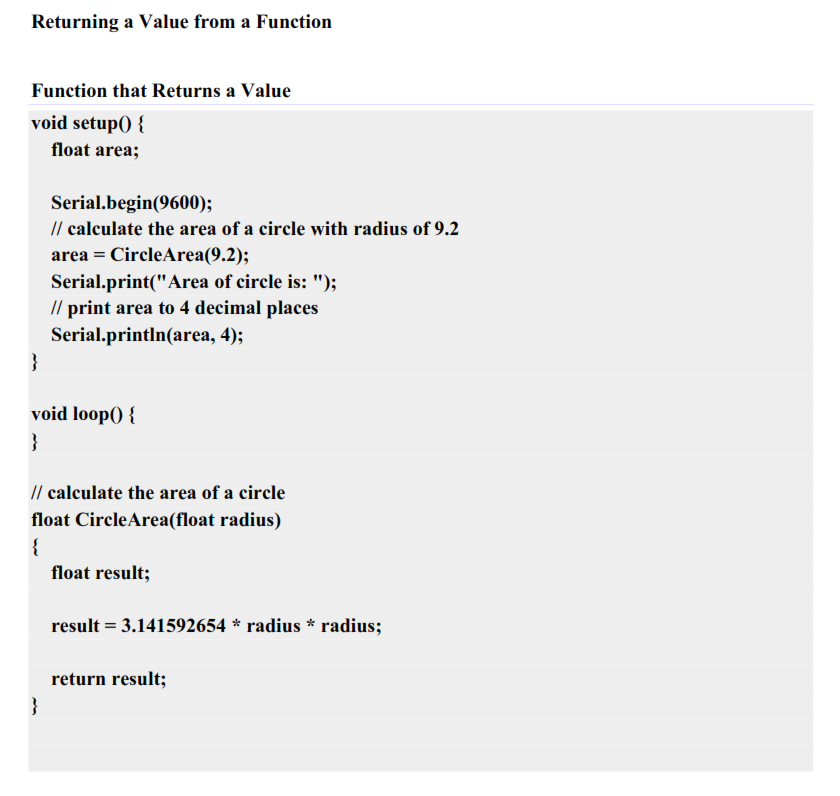 Returning a Value from a Function
Function that Returns a Value
void setup() {
float area;
Serial.begin(9600);
// calculate the area of a circle with radius of 9.2
area = CircleArea(9.2);
Serial.print("Area of circle is: ");
// print area to 4 decimal places
Serial.println(area, 4);
}
void loop() {
}
// calculate the area of a circle
float CircleArea(float radius)
{
float result;
result = 3.141592654 * radius * radius;
return result;
}